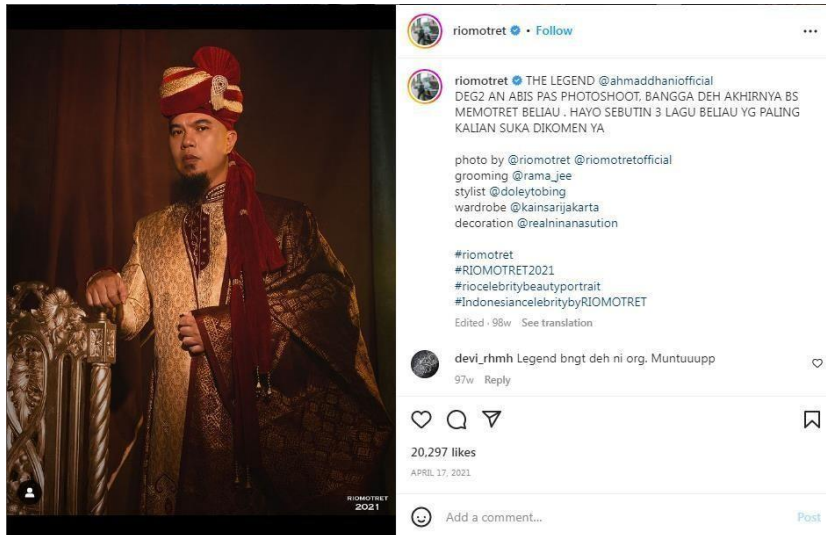 riomotret • Follow
riomotret THE LEGEND @ahmaddhaniofficial
DEG2 AN ABIS PAS PHOTOSHOOT, BANGGA DEH AKHIRNYA BS
MEMOTRET BELIAU . HAYO SEBUTIN 3 LAGU BELIAU YG PALING
KALIAN SUKA DIKOMEN YA
photo by @riomotret @riomotretofficial
grooming @rama_jee
stylist @doleytobing
wardrobe @kainsarijakarta
decoration @realninanasution
#riomotret
#RIOMOTRET2021
#riocelebritybeautyportrait
#IndonesiancelebritybyRIOMOTRET
Edited · 98w See translation
devi_rhmh Legend bngt deh ni org. Muntuuupp
97w Reply
20,297 likes
APRIL 17, 2021
Add a comment...
Post
RIOMOTRET
2021